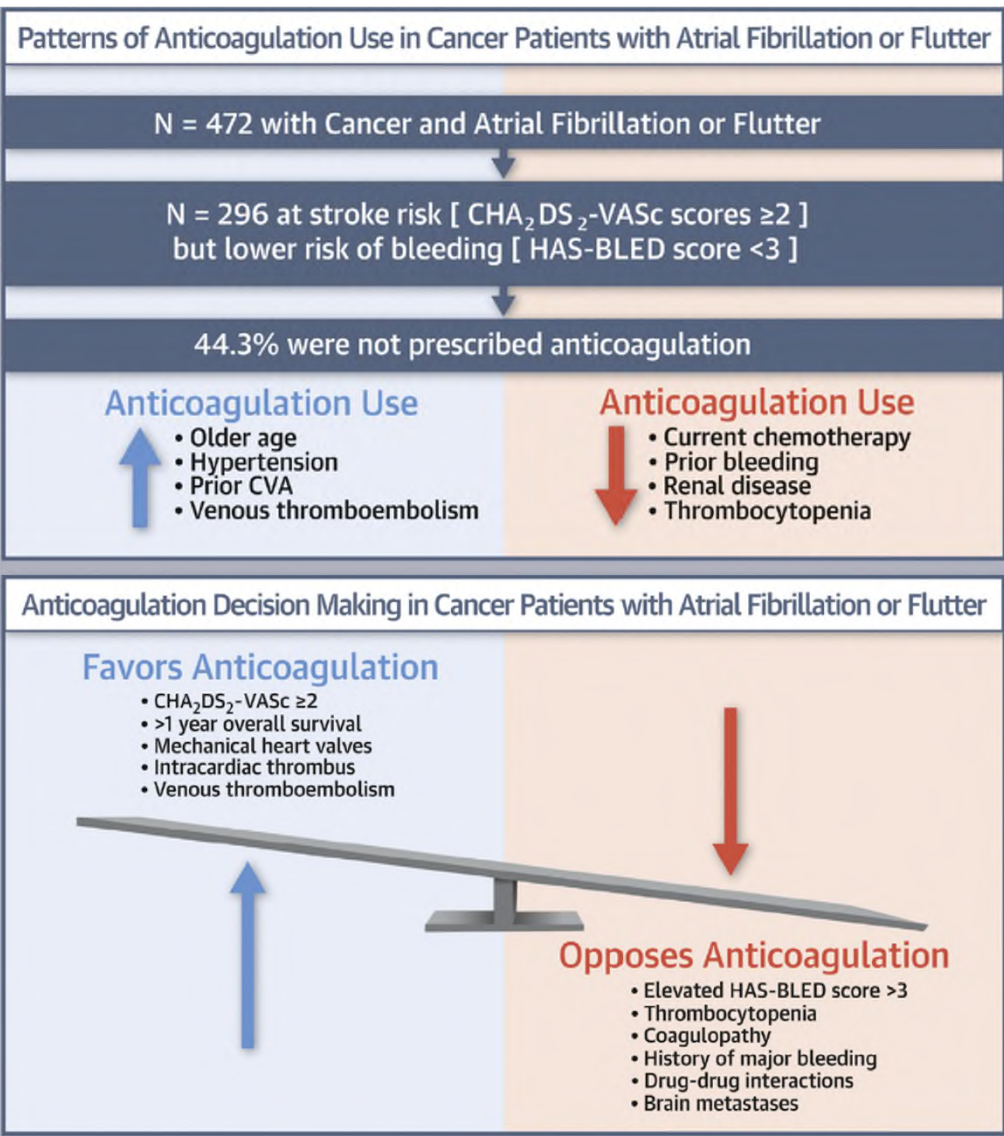 Patterns of Anticoagulation Use in Cancer Patients with Atrial Fibrillation or Flutter
N = 472 with Cancer and Atrial Fibrillation or Flutter
N = 296 at stroke risk [ CHA₂DS₂-VASc scores ≥2 ]
but lower risk of bleeding [ HAS-BLED score <3 ]
44.3% were not prescribed anticoagulation
Anticoagulation Use
• Older age
• Hypertension
• Prior CVA
• Venous thromboembolism
Anticoagulation Use
• Current chemotherapy
• Prior bleeding
• Renal disease
• Thrombocytopenia
Anticoagulation Decision Making in Cancer Patients with Atrial Fibrillation or Flutter
Favors Anticoagulation
• CHA₂DS₂-VASc ≥2
• >1 year overall survival
• Mechanical heart valves
• Intracardiac thrombus
• Venous thromboembolism
Opposes Anticoagulation
• Elevated HAS-BLED score >3
• Thrombocytopenia
• Coagulopathy
• History of major bleeding
• Drug-drug interactions
• Brain metastases